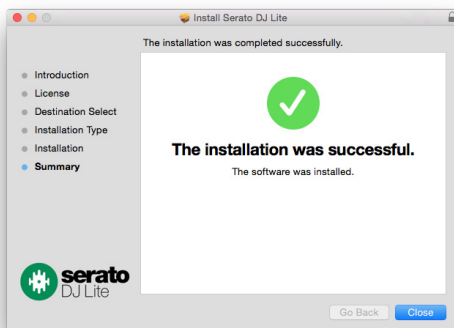 Install Serato DJ Lite
The installation was completed successfully.
Introduction
License
Destination Select
Installation Type
Installation
Summary
The installation was successful.
The software was installed.
serato
DJ Lite
Go Back
Close